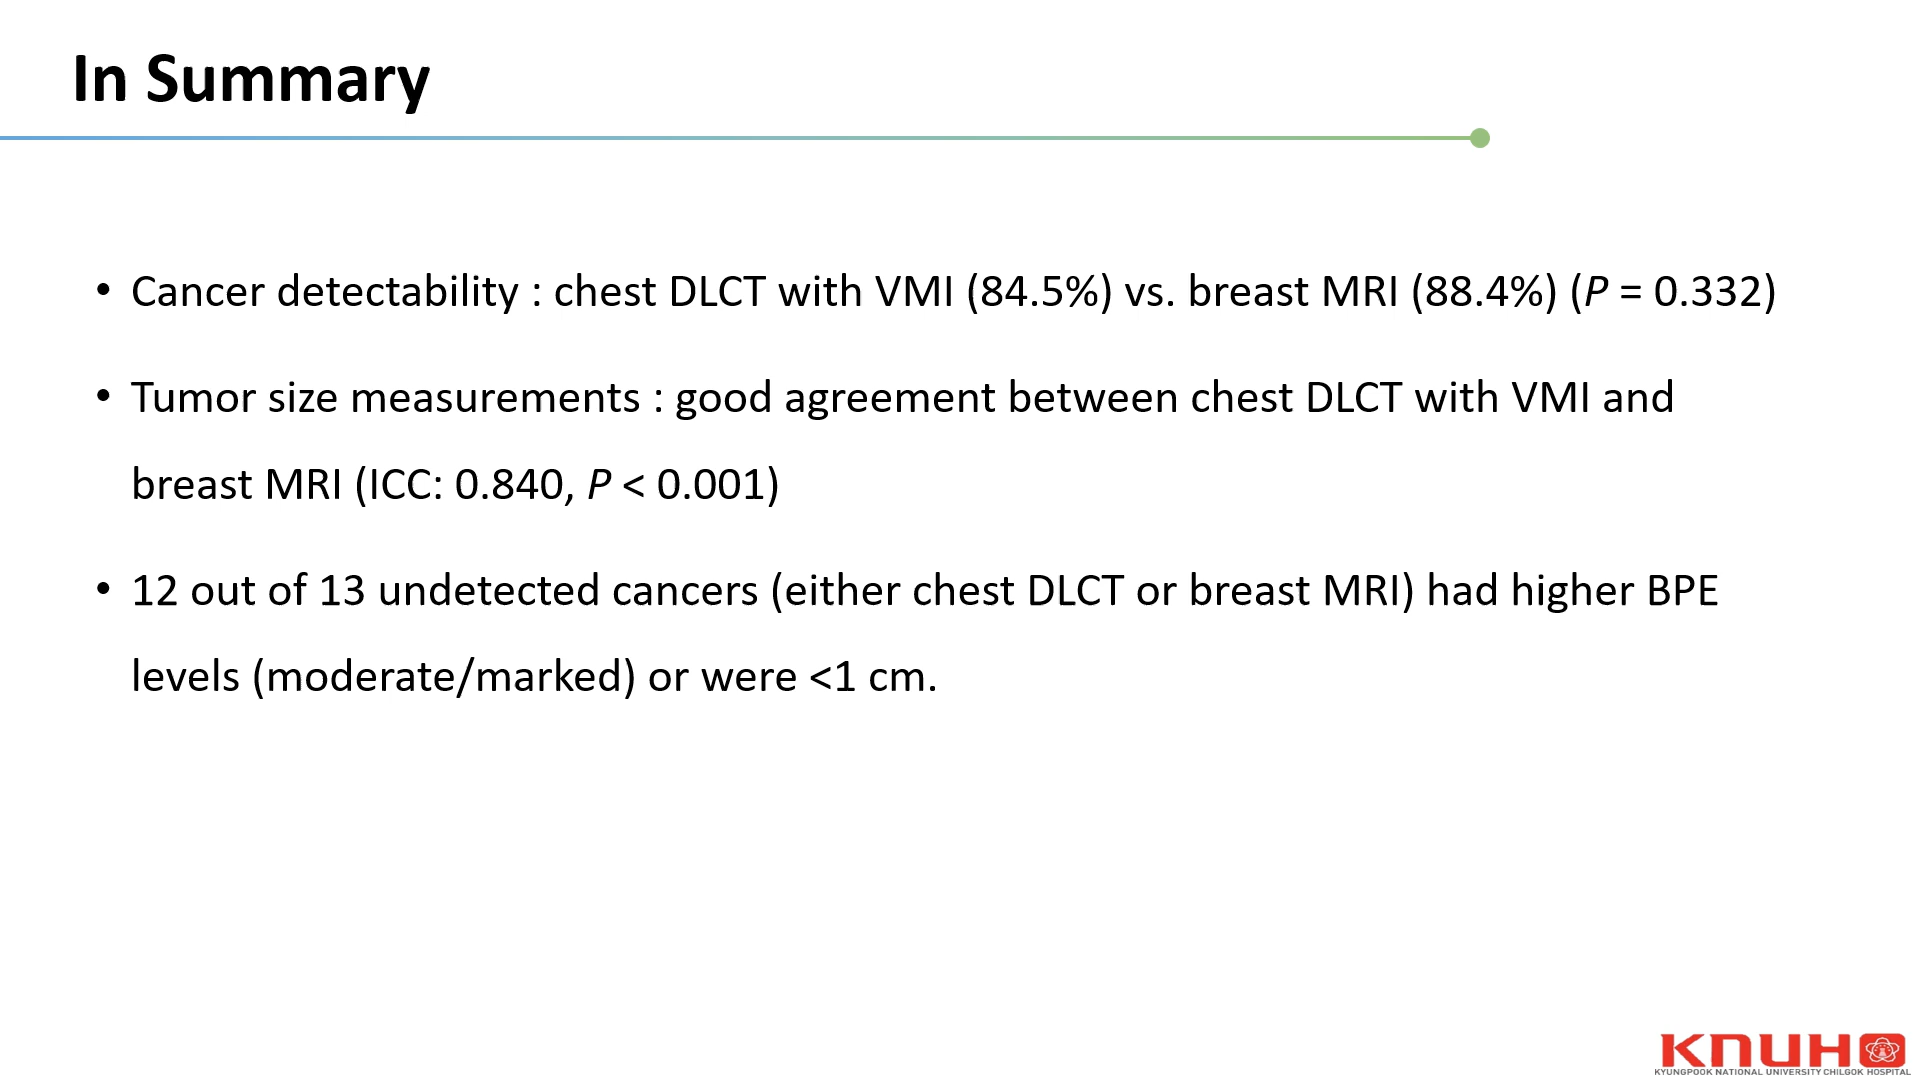 In Summary
• Cancer detectability : chest DLCT with VMI (84.5%) vs. breast MRI (88.4%) (P = 0.332)
• Tumor size measurements : good agreement between chest DLCT with VMI and
breast MRI (ICC: 0.840, P < 0.001)
• 12 out of 13 undetected cancers (either chest DLCT or breast MRI) had higher BPE
levels (moderate/marked) or were <1 cm.
KNUH
KYUNGPOOK NATIONAL UNIVERSITY CHILGOK HOSPITAL